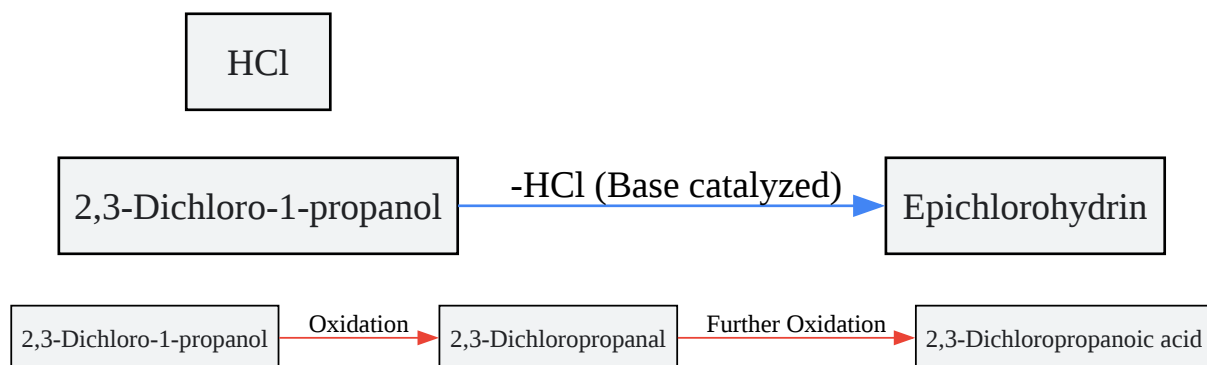 HCl
2,3-Dichloro-1-propanol
-HCl (Base catalyzed)
Epichlorohydrin
2,3-Dichloro-1-propanol
Oxidation
2,3-Dichloropropanal
Further Oxidation
2,3-Dichloropropanoic acid